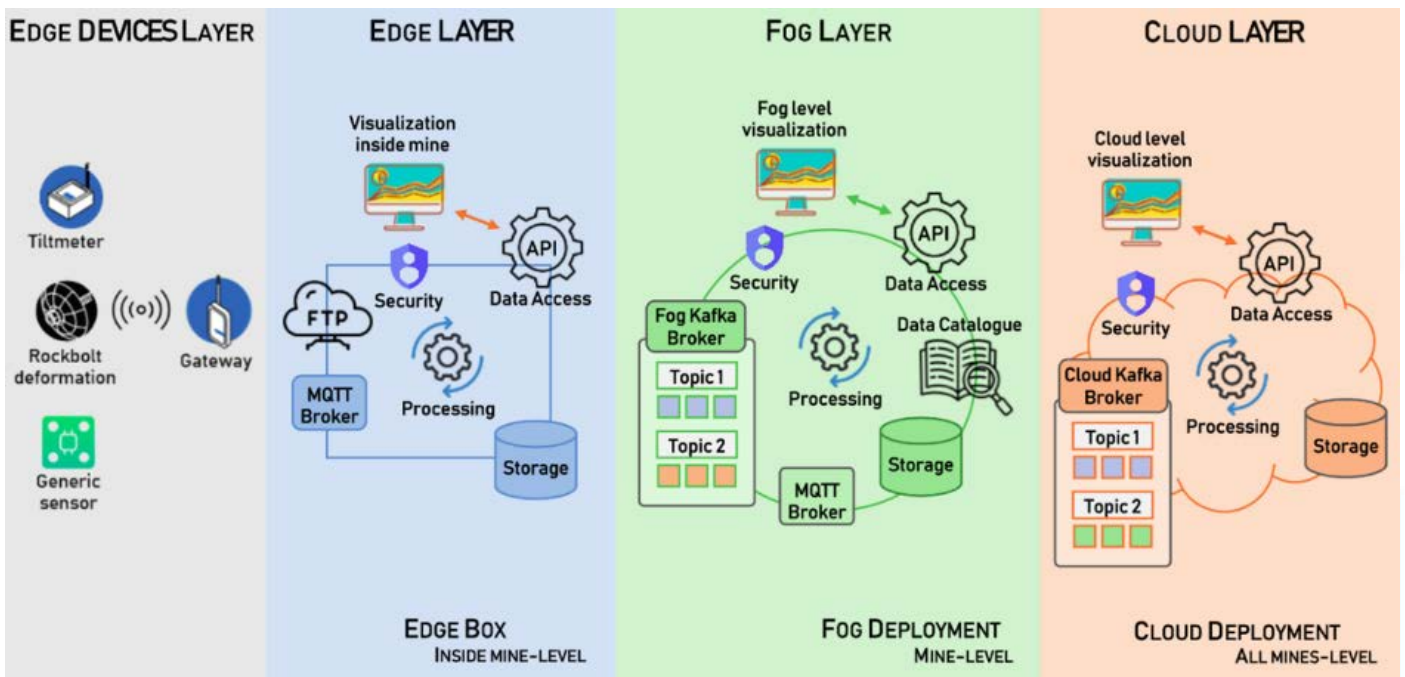 EDGE DEVICES LAYER
Tiltmeter
Rockbolt
deformation
Gateway
Generic
sensor
EDGE LAYER
Visualization
inside mine
API
Data Access
Security
FTP
MQTT
Broker
Processing
Storage
EDGE BOX
INSIDE MINE-LEVEL
FOG LAYER
Fog level
visualization
API
Data Access
Security
Fog Kafka
Broker
Topic 1
Topic 2
Data Catalogue
Processing
Storage
MQTT
Broker
FOG DEPLOYMENT
MINE-LEVEL
CLOUD LAYER
Cloud level
visualization
API
Data Access
Security
Cloud Kafka
Broker
Topic 1
Topic 2
Processing
Storage
CLOUD DEPLOYMENT
ALL MINES-LEVEL